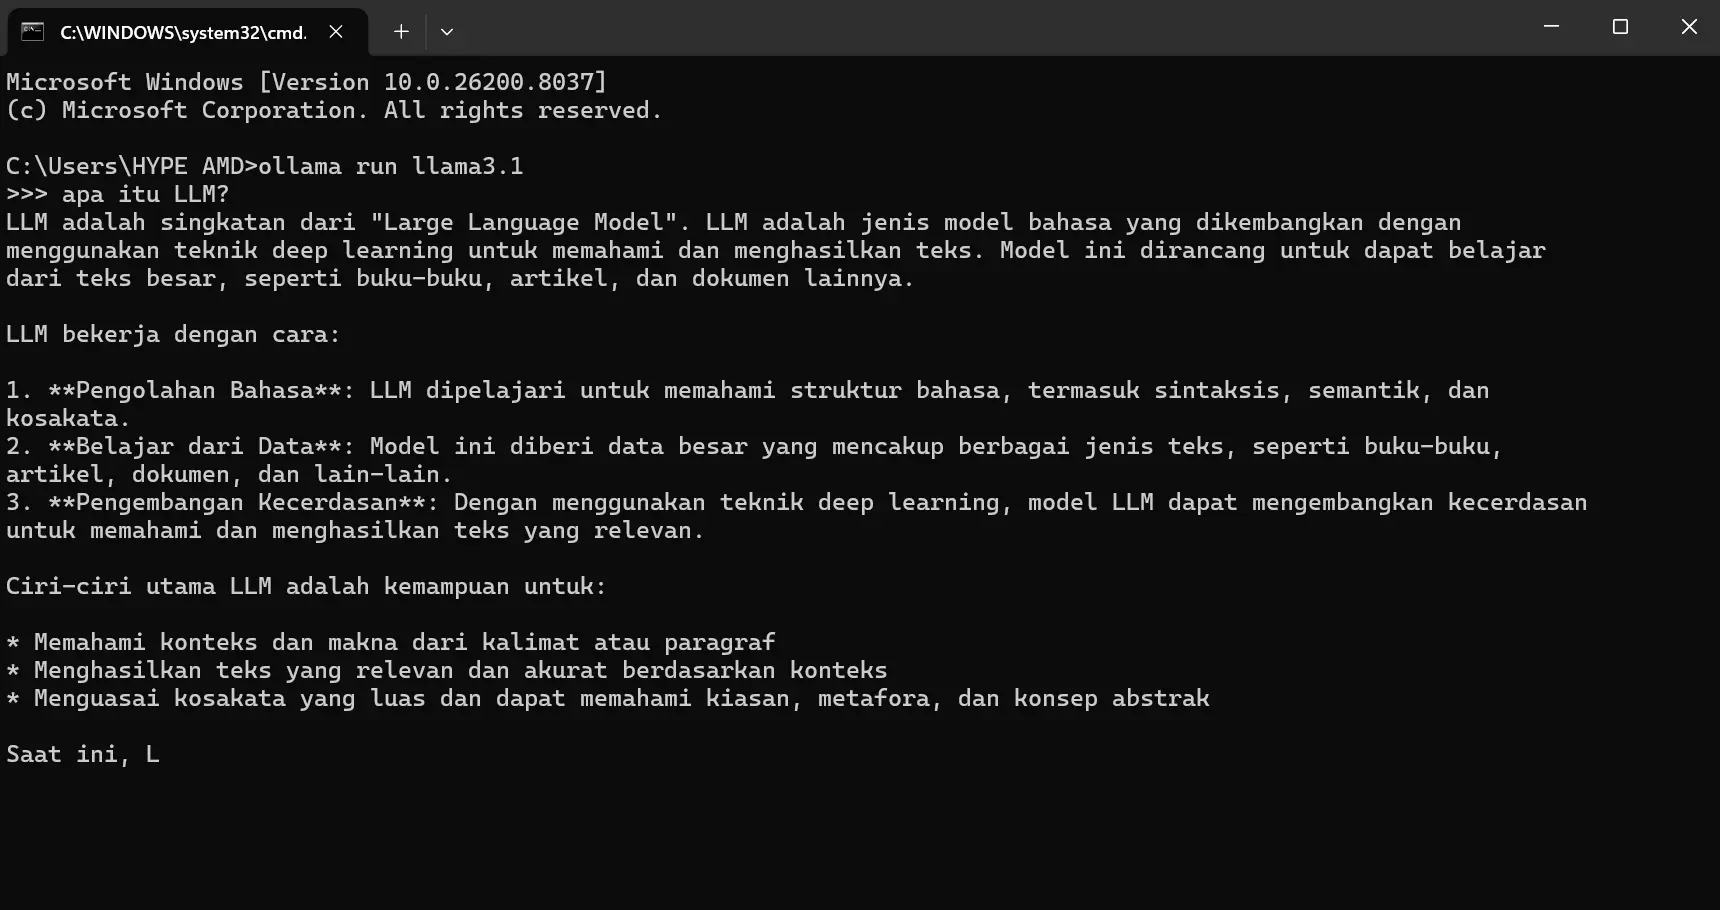 C:\WINDOWS\system32\cmd.
Microsoft Windows [Version 10.0.26200.8037]
(c) Microsoft Corporation. All rights reserved.
C:\Users\HYPE AMD>ollama run llama3.1
>>> apa itu LLM?
LLM adalah singkatan dari "Large Language Model". LLM adalah jenis model bahasa yang dikembangkan dengan
menggunakan teknik deep learning untuk memahami dan menghasilkan teks. Model ini dirancang untuk dapat belajar
dari teks besar, seperti buku-buku, artikel, dan dokumen lainnya.
LLM bekerja dengan cara:
1. **Pengolahan Bahasa**: LLM dipelajari untuk memahami struktur bahasa, termasuk sintaksis, semantik, dan
kosakata.
2. **Belajar dari Data**: Model ini diberi data besar yang mencakup berbagai jenis teks, seperti buku-buku,
artikel, dokumen, dan lain-lain.
3. **Pengembangan Kecerdasan**: Dengan menggunakan teknik deep learning, model LLM dapat mengembangkan kecerdasan
untuk memahami dan menghasilkan teks yang relevan.
Ciri-ciri utama LLM adalah kemampuan untuk:
* Memahami konteks dan makna dari kalimat atau paragraf
* Menghasilkan teks yang relevan dan akurat berdasarkan konteks
* Menguasai kosakata yang luas dan dapat memahami kiasan, metafora, dan konsep abstrak
Saat ini, L